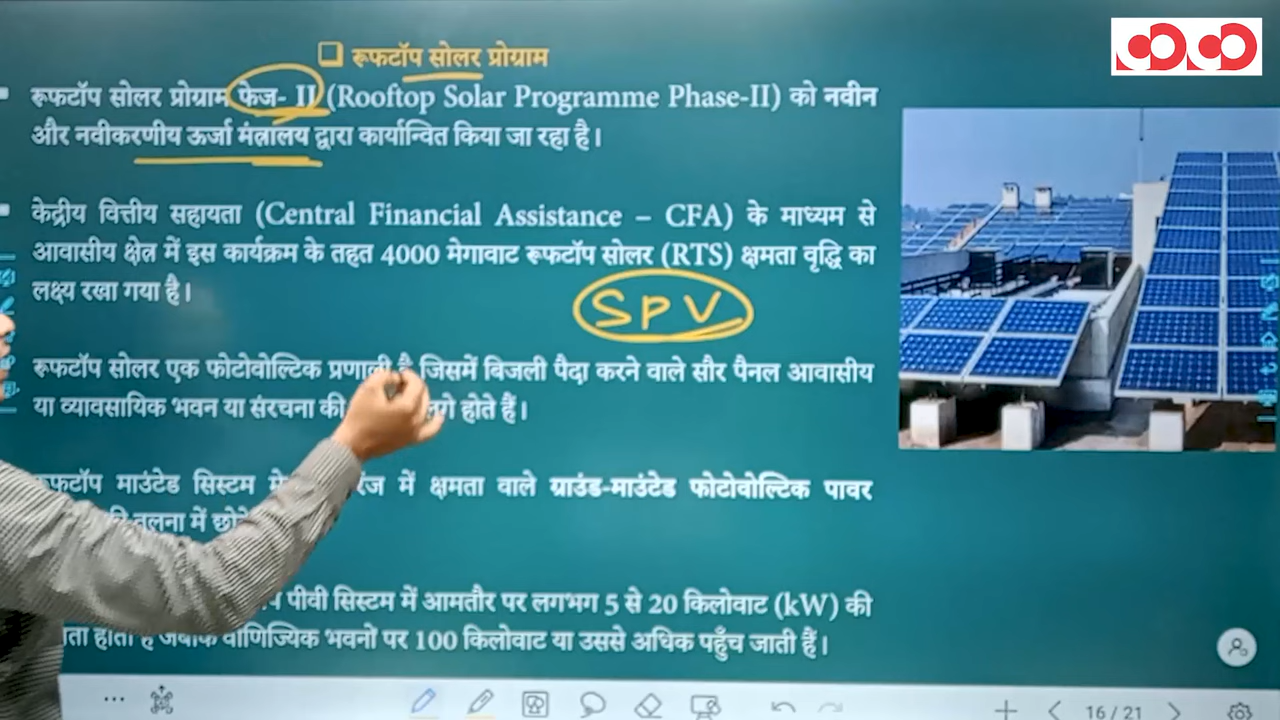 रूफटॉप सोलर प्रोग्राम
रूफटॉप सोलर प्रोग्राम फेज- II (Rooftop Solar Programme Phase-II) को नवीन
और नवीकरणीय ऊर्जा मंत्रालय द्वारा कार्यान्वित किया जा रहा है।
केंद्रीय वित्तीय सहायता (Central Financial Assistance – CFA) के माध्यम से
आवासीय क्षेत्र में इस कार्यक्रम के तहत 4000 मेगावाट रूफटॉप सोलर (RTS) क्षमता वृद्धि का
लक्ष्य रखा गया है।
SPV
रूफटॉप सोलर एक फोटोवोल्टिक प्रणाली है जिसमें बिजली पैदा करने वाले सौर पैनल आवासीय
या व्यावसायिक भवन या संरचना की लगे होते हैं।
माउंटेड सिस्टम में क्षमता वाले ग्राउंड-माउंटेड फोटोवोल्टिक पावर
तुलना में
पीवी सिस्टम में आमतौर पर लगभग 5 से 20 किलोवाट (kW) की
वाणिज्यिक भवनों पर 100 किलोवाट या उससे अधिक पहुँच जाती हैं।
16/21